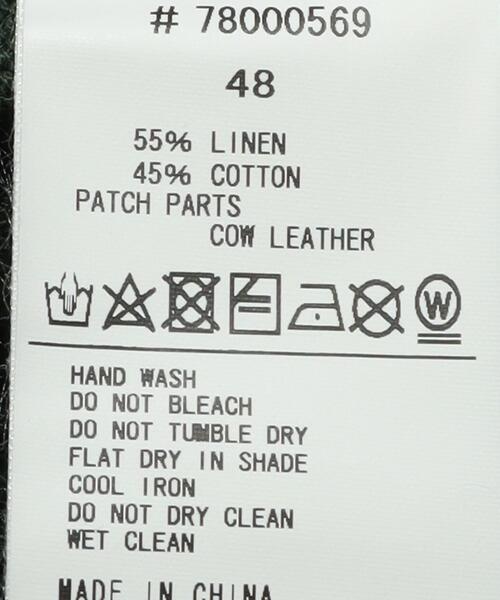 # 78000569
48
55% LINEN
45% COTTON
PATCH PARTS
COW LEATHER
W
HAND WASH
DO NOT BLEACH
DO NOT TUMBLE DRY
FLAT DRY IN SHADE
COOL IRON
DO NOT DRY CLEAN
WET CLEAN
MADE IN CHINA